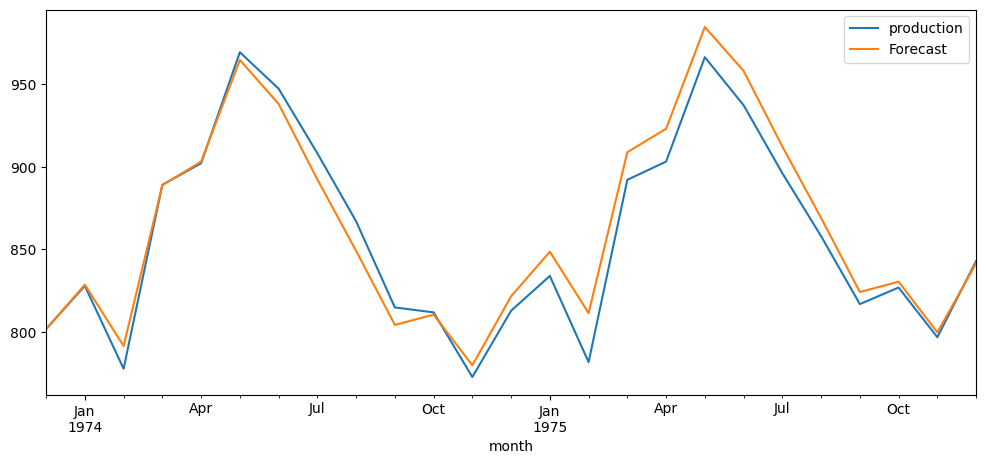 production
Forecast
950
900
850
800
Jan Apr Jul Oct Jan Apr Jul Oct
1974 1975
month